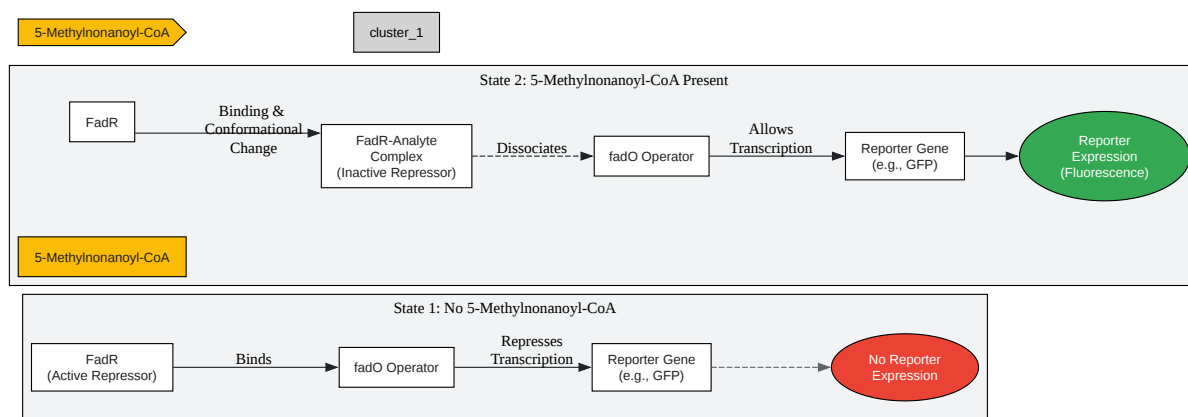 5-Methylnonanoyl-CoA
cluster_1
State 2: 5-Methylnonanoyl-CoA Present
FadR
Binding &
Conformational
Change
FadR-Analyte
Complex
(Inactive Repressor)
Dissociates
fadO Operator
Allows
Transcription
Reporter Gene
(e.g., GFP)
Reporter
Expression
(Fluorescence)
5-Methylnonanoyl-CoA
State 1: No 5-Methylnonanoyl-CoA
FadR
(Active Repressor)
Binds
fadO Operator
Represses
Transcription
Reporter Gene
(e.g., GFP)
No Reporter
Expression